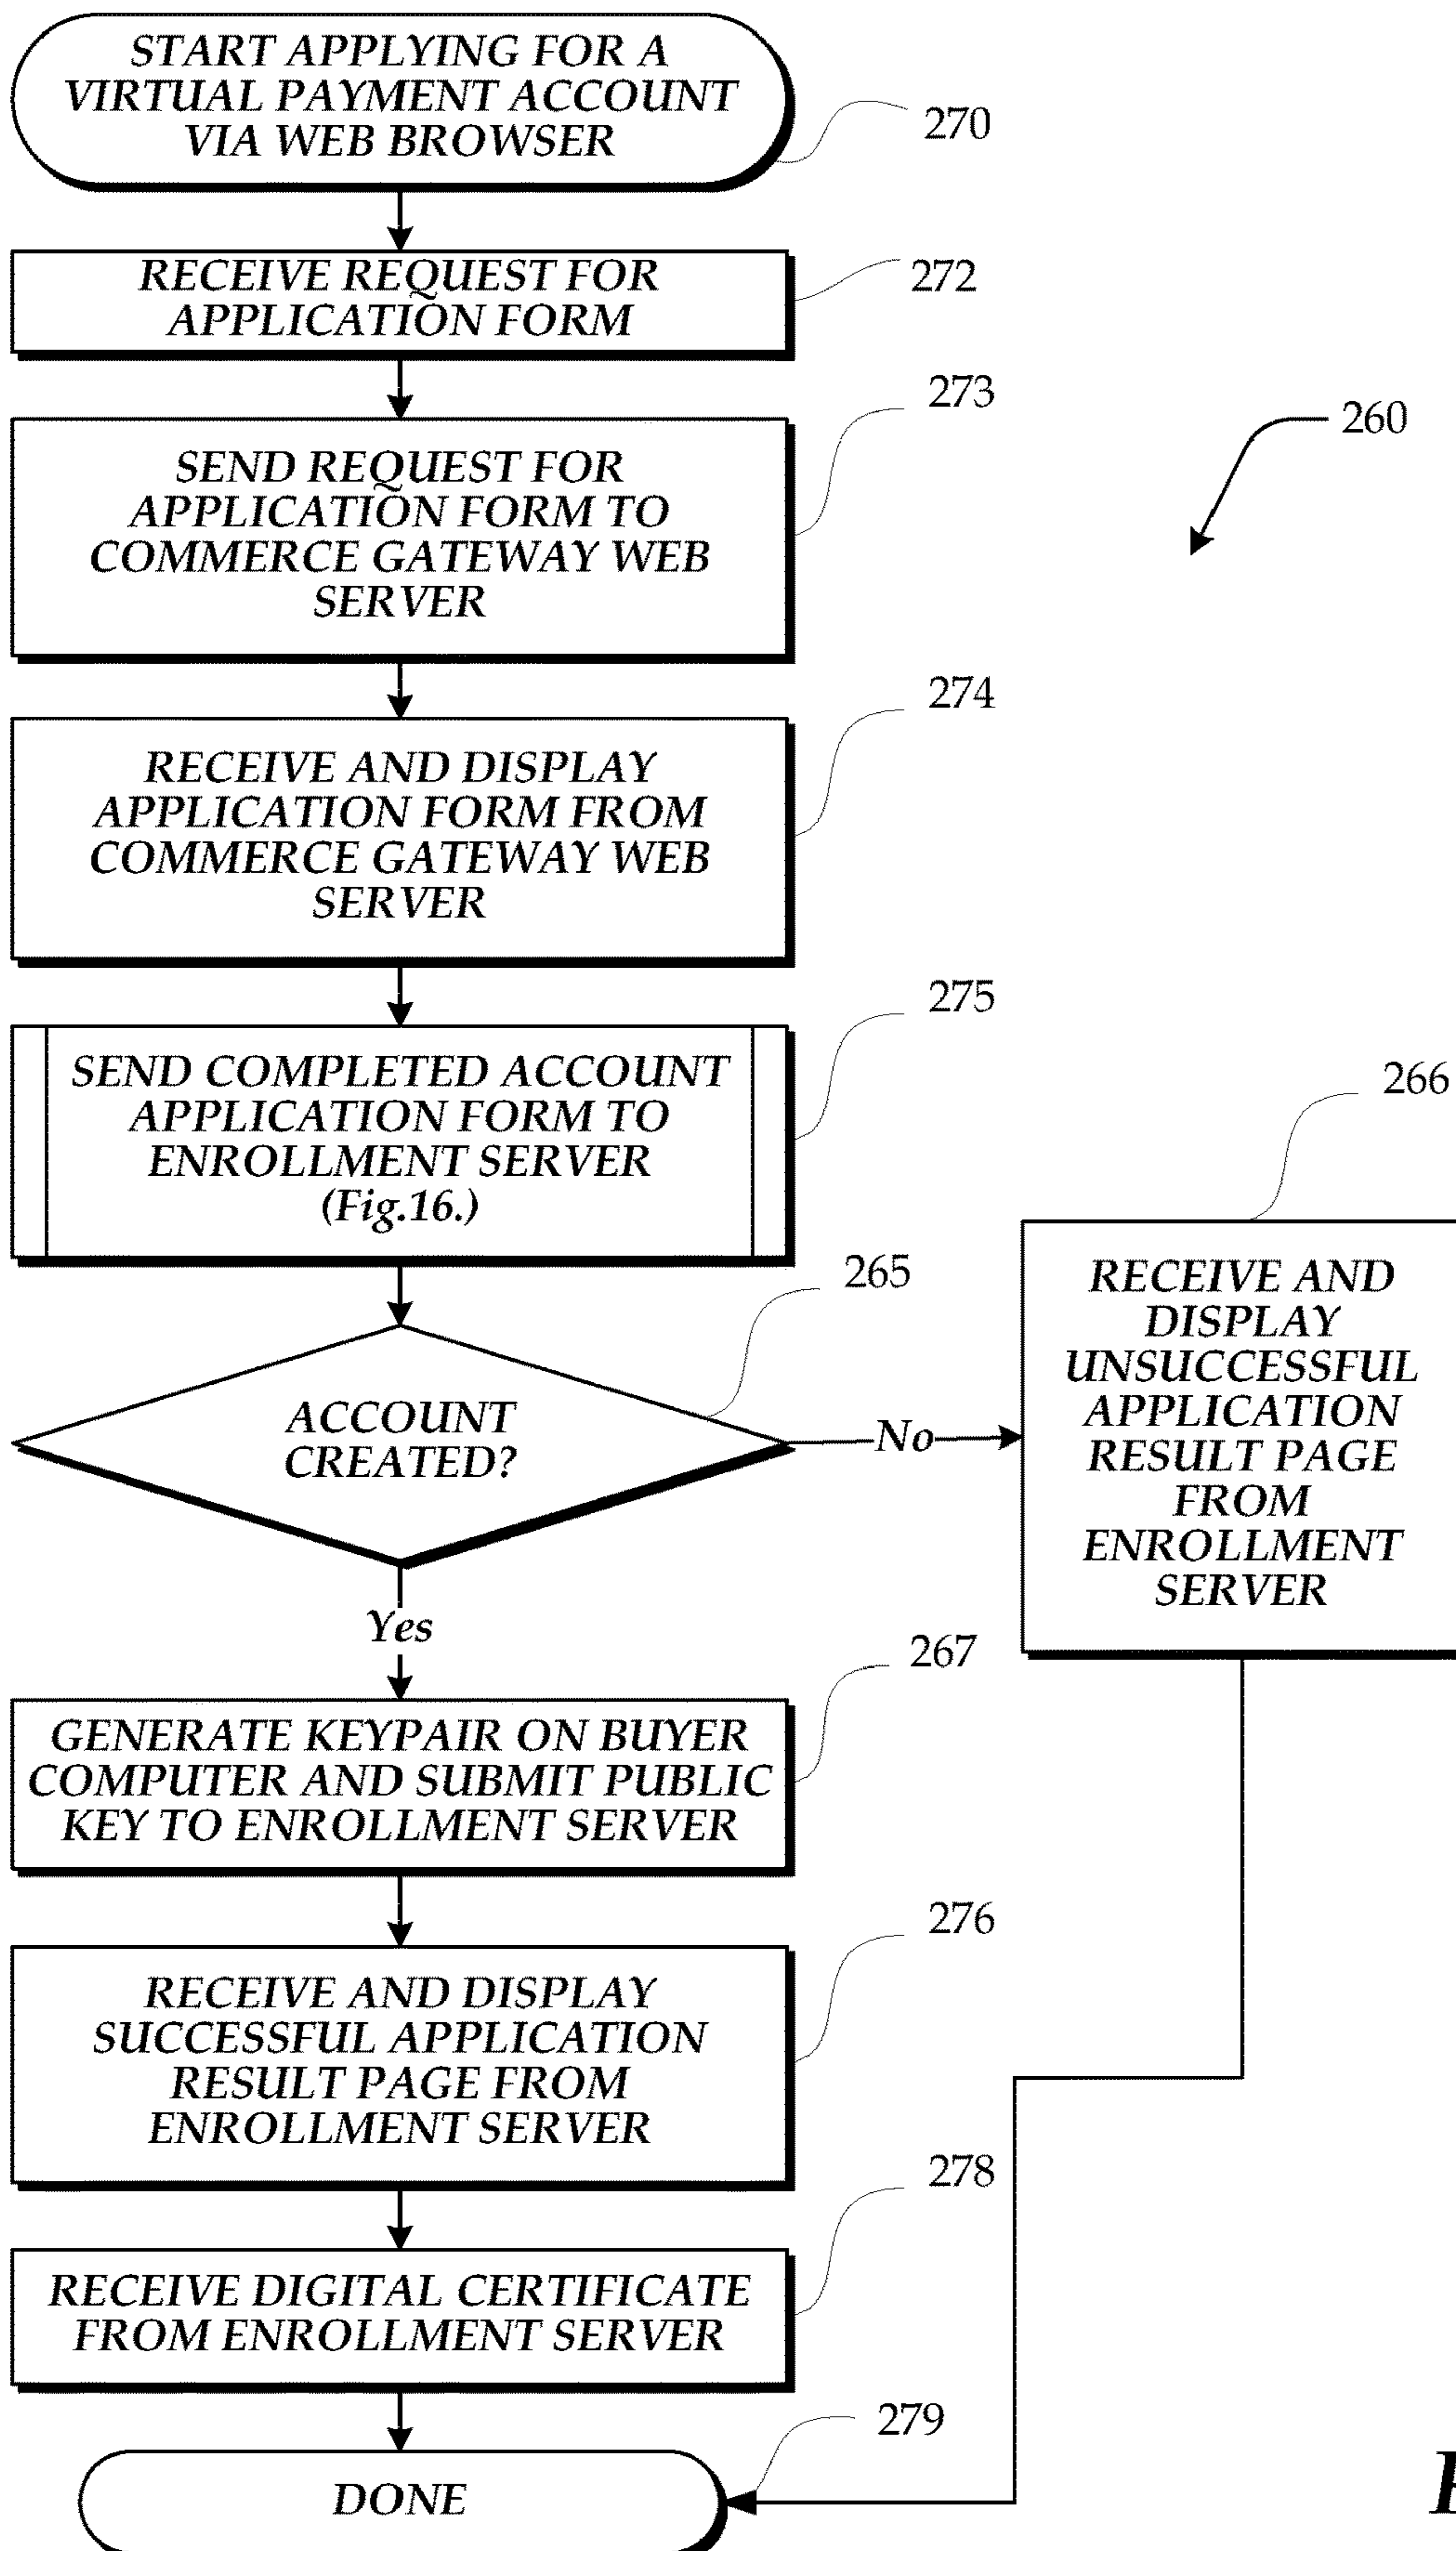 START APPLYING FOR A
VIRTUAL PAYMENT ACCOUNT
VIA WEB BROWSER
270
RECEIVE REQUEST FOR
APPLICATION FORM
272
273
SEND REQUEST FOR
APPLICATION FORM TO
COMMERCE GATEWAY WEB
SERVER
260
274
RECEIVE AND DISPLAY
APPLICATION FORM FROM
COMMERCE GATEWAY WEB
SERVER
275
SEND COMPLETED ACCOUNT
APPLICATION FORM TO
ENROLLMENT SERVER
(Fig.16.)
266
265
ACCOUNT
CREATED?
No
RECEIVE AND
DISPLAY
UNSUCCESSFUL
APPLICATION
RESULT PAGE
FROM
ENROLLMENT
SERVER
Yes
267
GENERATE KEYPAIR ON BUYER
COMPUTER AND SUBMIT PUBLIC
KEY TO ENROLLMENT SERVER
276
RECEIVE AND DISPLAY
SUCCESSFUL APPLICATION
RESULT PAGE FROM
ENROLLMENT SERVER
278
RECEIVE DIGITAL CERTIFICATE
FROM ENROLLMENT SERVER
279
DONE